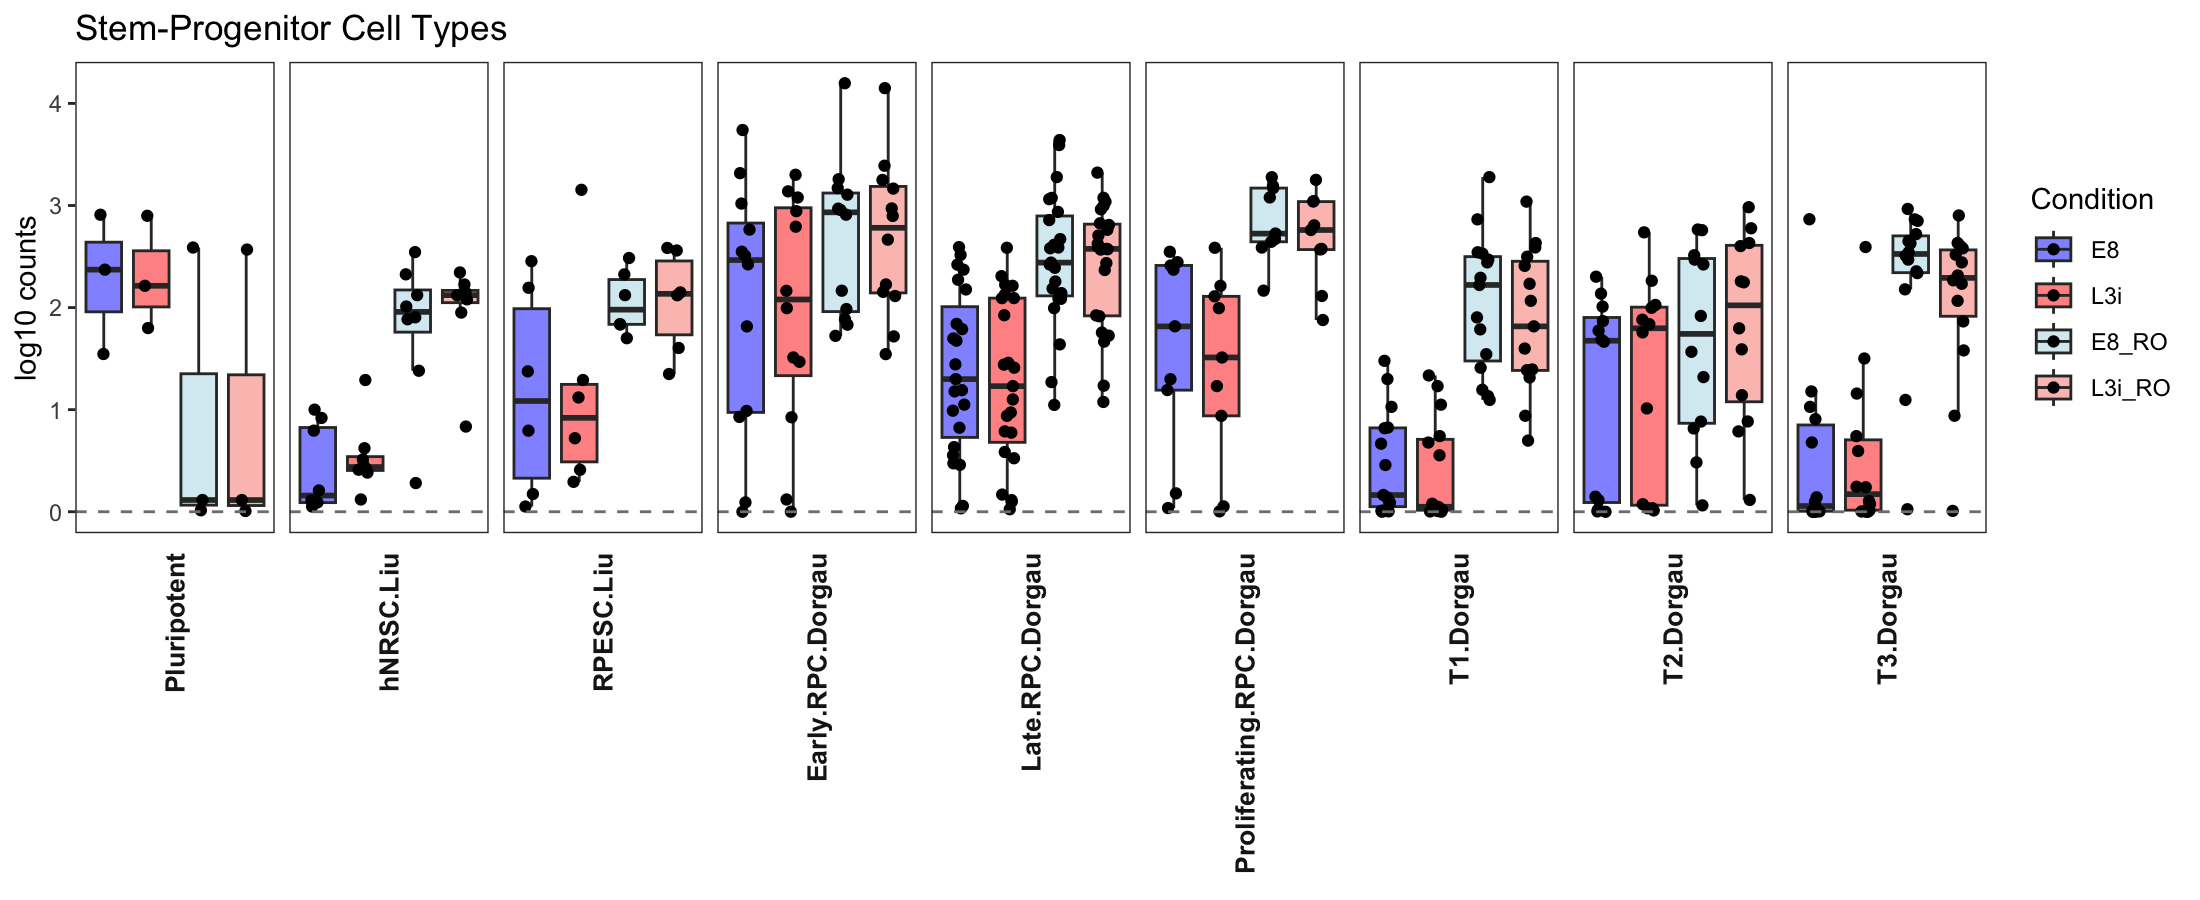 Stem-Progenitor Cell Types
log10 counts
4
3
2
1
0
Pluripotent
hNRSC.Liu
RPESC.Liu
Early.RPC.Dorgau
Late.RPC.Dorgau
Proliferating.RPC.Dorgau
T1.Dorgau
T2.Dorgau
T3.Dorgau
Condition
E8
L3i
E8_RO
L3i_RO